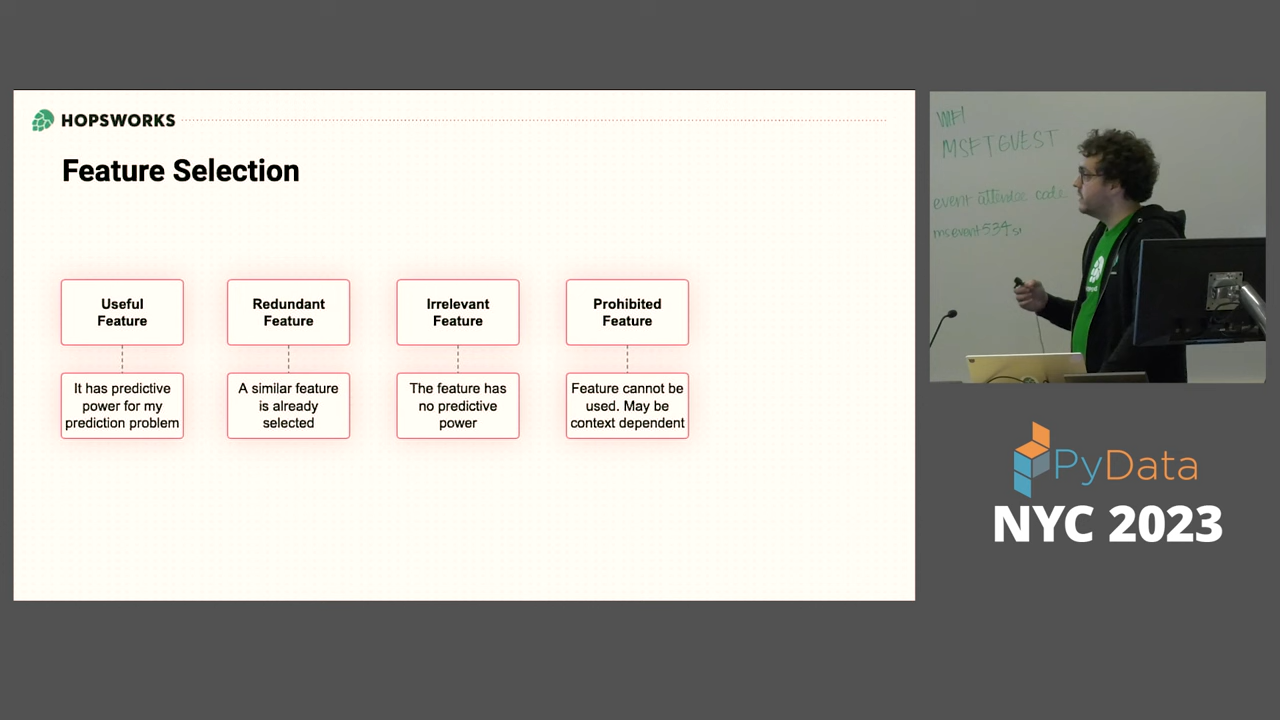 HOPSWORKS
Feature Selection
Useful
Feature
Redundant
Feature
Irrelevant
Feature
Prohibited
Feature
It has predictive
power for my
prediction problem
A similar feature
is already
selected
The feature has
no predictive
power
Feature cannot be
used. May be
context dependent
WIFI
MSFTGUEST
event attendee code
PyData
NYC 2023